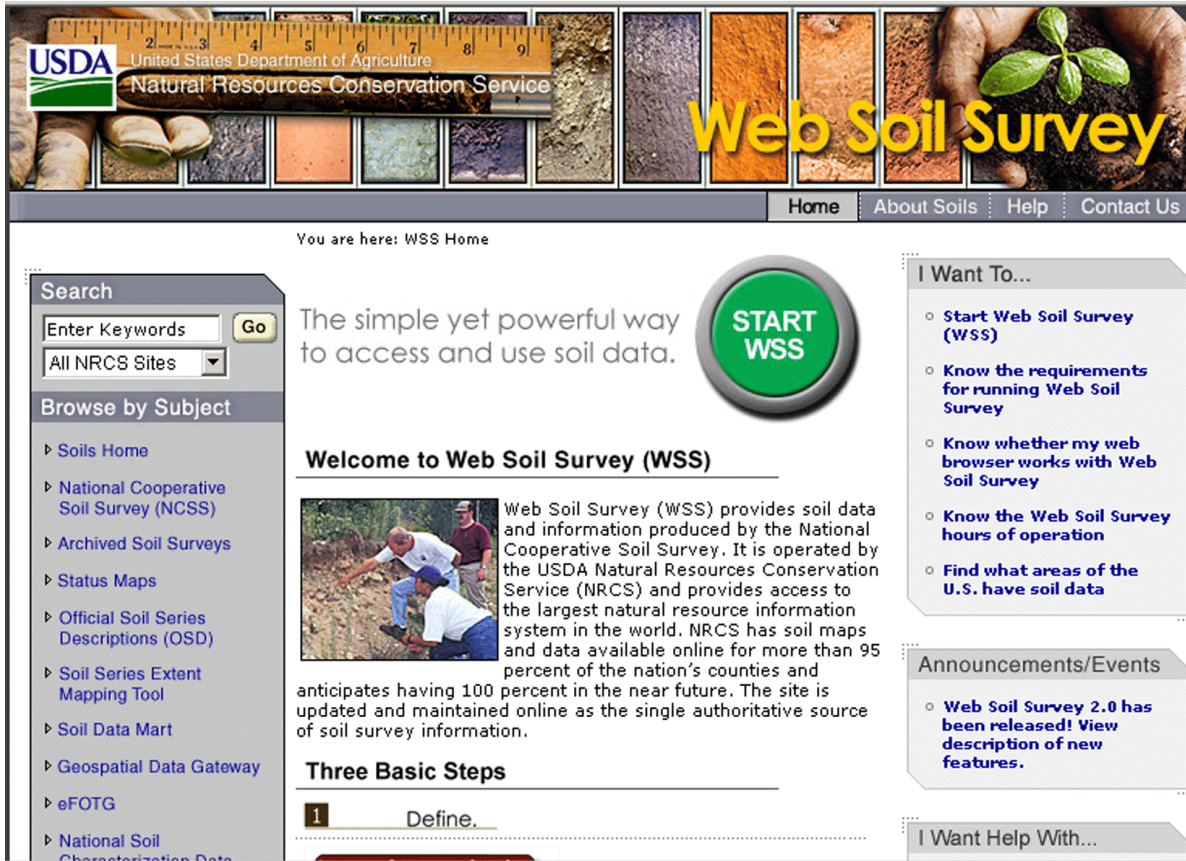 USDA
United States Department of Agriculture
Natural Resources Conservation Service
2 3 4 5 6 7 8 9
Web Soil Survey
Home
About Soils
Help
Contact Us
You are here: WSS Home
Search
Enter Keywords
Go
All NRCS Sites
Browse by Subject
Soils Home
National Cooperative
Soil Survey (NCSS)
Archived Soil Surveys
Status Maps
Official Soil Series
Descriptions (OSD)
Soil Series Extent
Mapping Tool
Soil Data Mart
Geospatial Data Gateway
eFOTG
National Soil
Characterization Data
The simple yet powerful way
to access and use soil data.
START
WSS
Welcome to Web Soil Survey (WSS)
Web Soil Survey (WSS) provides soil data
and information produced by the National
Cooperative Soil Survey. It is operated by
the USDA Natural Resources Conservation
Service (NRCS) and provides access to
the largest natural resource information
system in the world. NRCS has soil maps
and data available online for more than 95
percent of the nation's counties and
anticipates having 100 percent in the near future. The site is
updated and maintained online as the single authoritative source
of soil survey information.
Three Basic Steps
1 Define.
I Want To...
Start Web Soil Survey
(WSS)
Know the requirements
for running Web Soil
Survey
Know whether my web
browser works with Web
Soil Survey
Know the Web Soil Survey
hours of operation
Find what areas of the
U.S. have soil data
Announcements/Events
Web Soil Survey 2.0 has
been released! View
description of new
features.
I Want Help With...